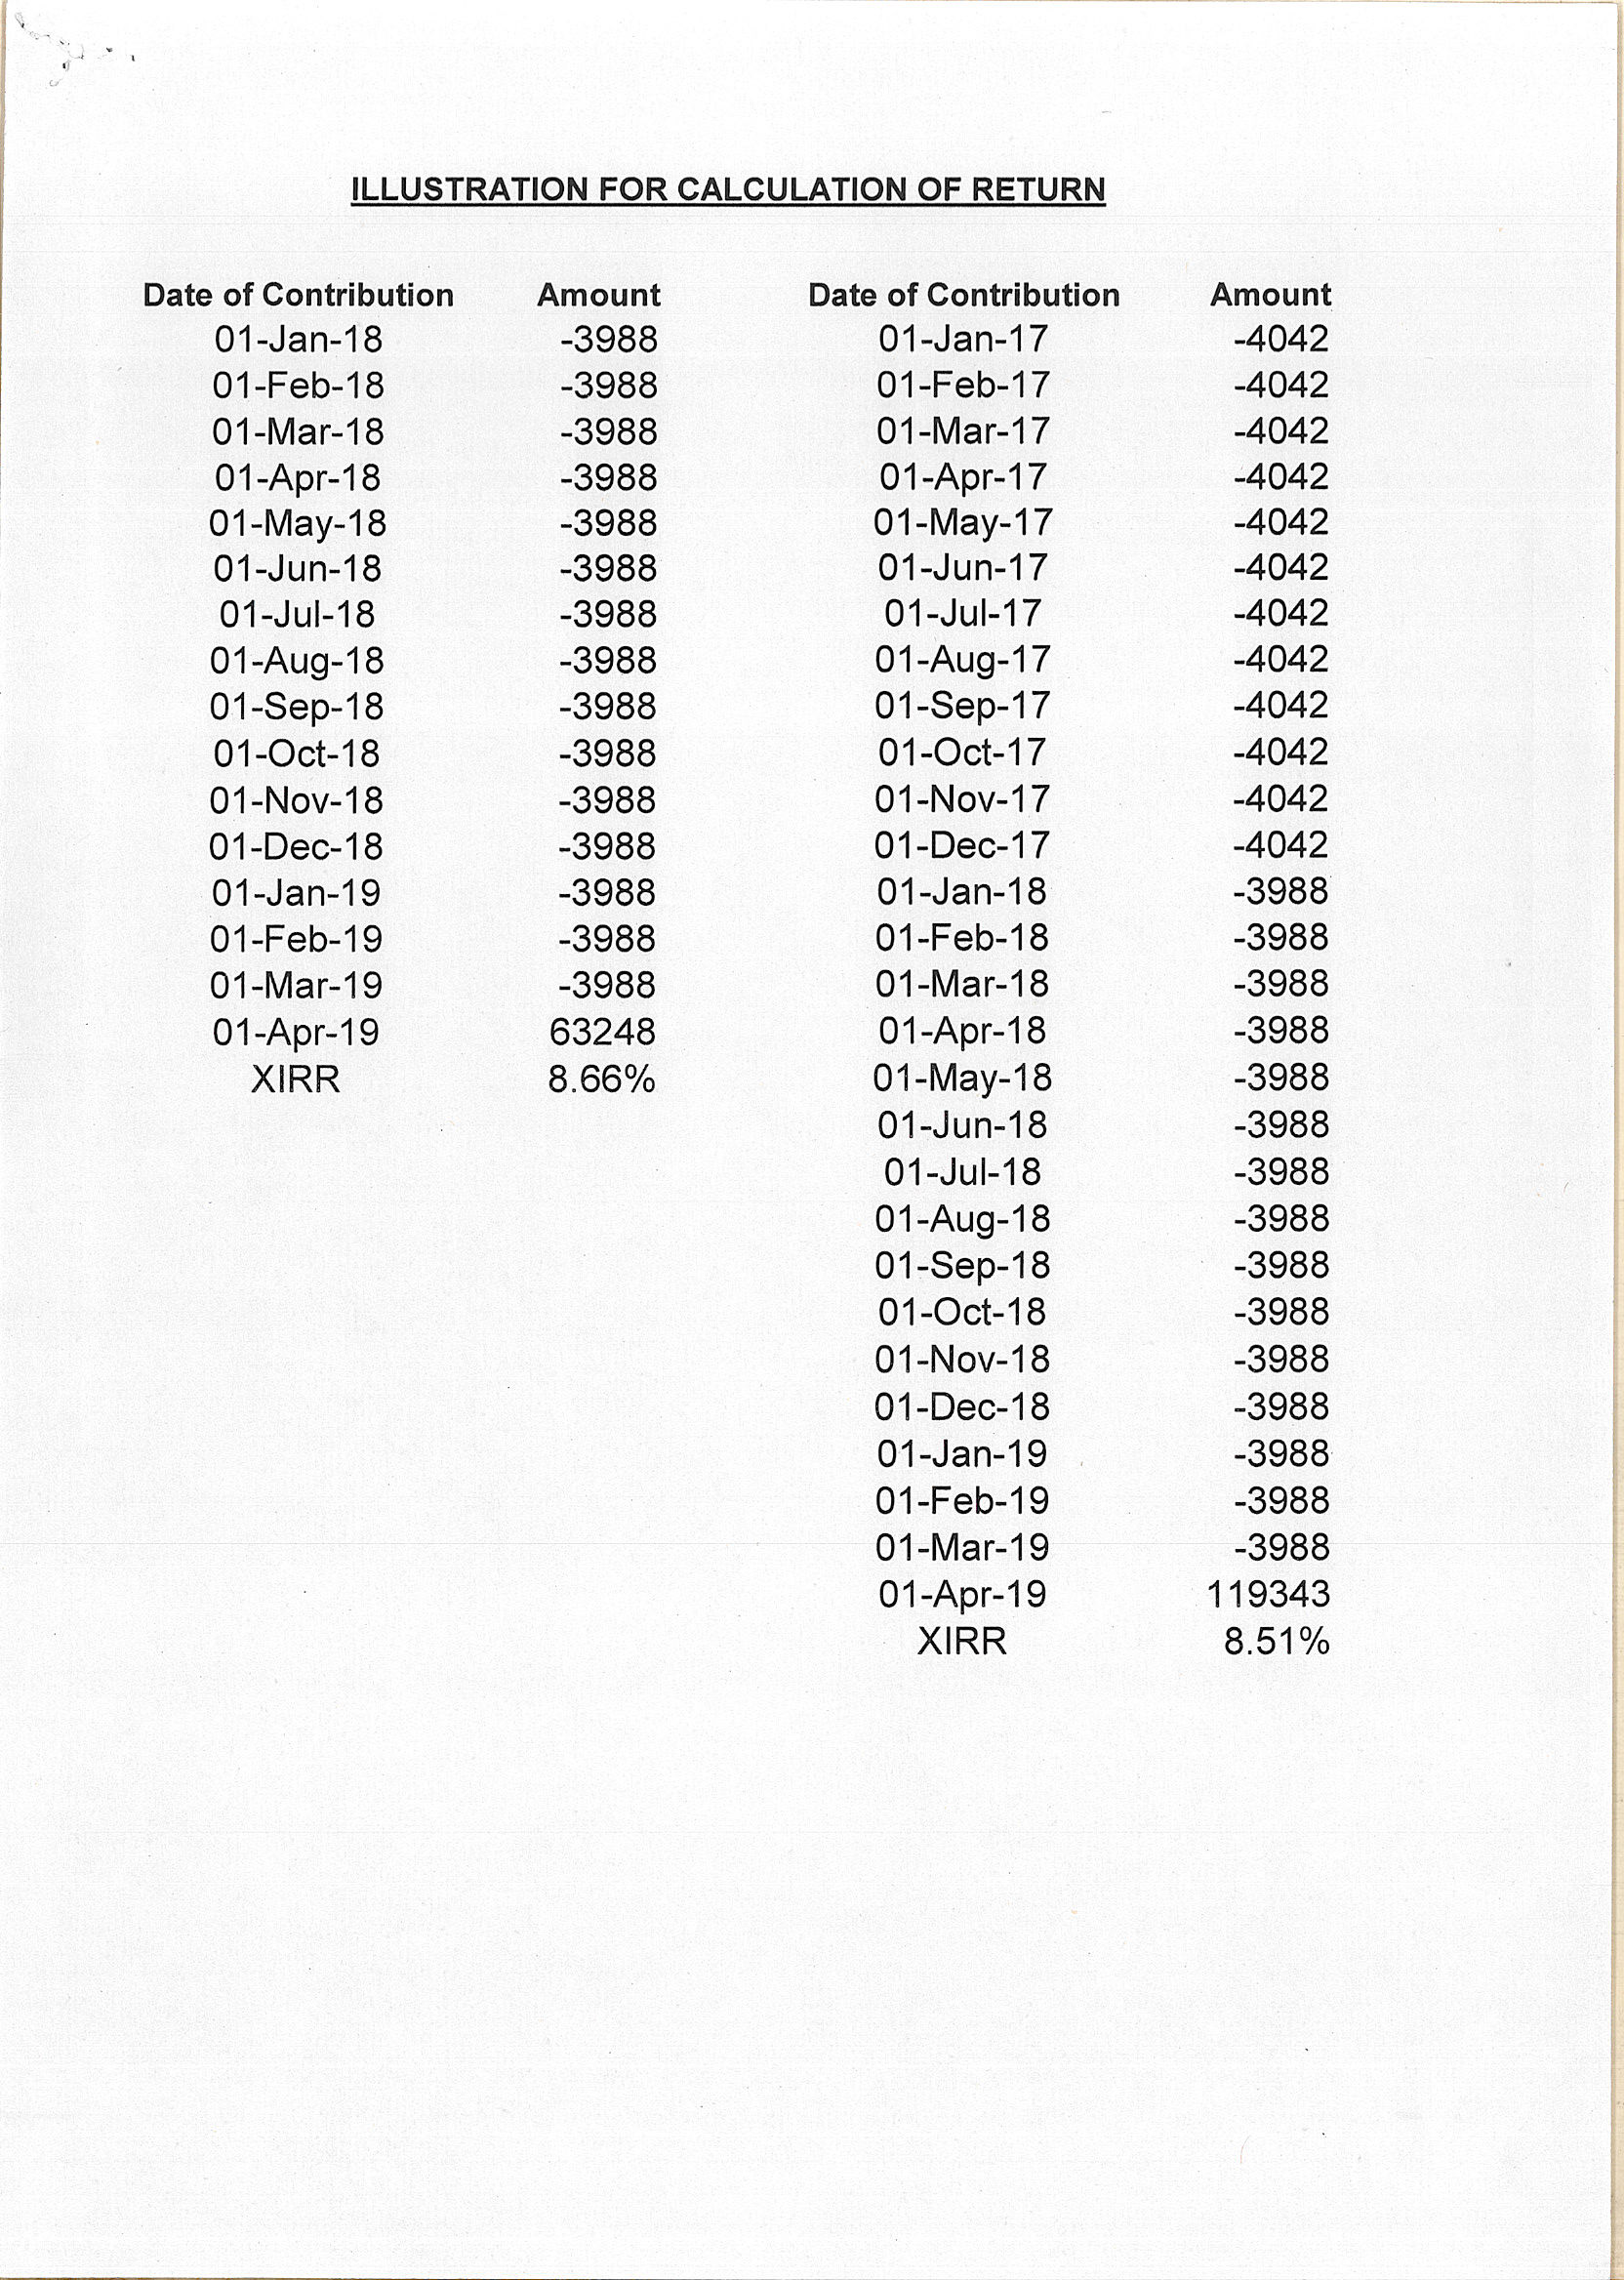 ILLUSTRATION FOR CALCULATION OF RETURN
Date of Contribution Amount Date of Contribution Amount
01-Jan-18 -3988 01-Jan-17 -4042
01-Feb-18 -3988 01-Feb-17 -4042
01-Mar-18 -3988 01-Mar-17 -4042
01-Apr-18 -3988 01-Apr-17 -4042
01-May-18 -3988 01-May-17 -4042
01-Jun-18 -3988 01-Jun-17 -4042
01-Jul-18 -3988 01-Jul-17 -4042
01-Aug-18 -3988 01-Aug-17 -4042
01-Sep-18 -3988 01-Sep-17 -4042
01-Oct-18 -3988 01-Oct-17 -4042
01-Nov-18 -3988 01-Nov-17 -4042
01-Dec-18 -3988 01-Dec-17 -4042
01-Jan-19 -3988 01-Jan-18 -3988
01-Feb-19 -3988 01-Feb-18 -3988
01-Mar-19 -3988 01-Mar-18 -3988
01-Apr-19 63248 01-Apr-18 -3988
XIRR 8.66% 01-May-18 -3988
01-Jun-18 -3988
01-Jul-18 -3988
01-Aug-18 -3988
01-Sep-18 -3988
01-Oct-18 -3988
01-Nov-18 -3988
01-Dec-18 -3988
01-Jan-19 -3988
01-Feb-19 -3988
01-Mar-19 -3988
01-Apr-19 119343
XIRR 8.51%